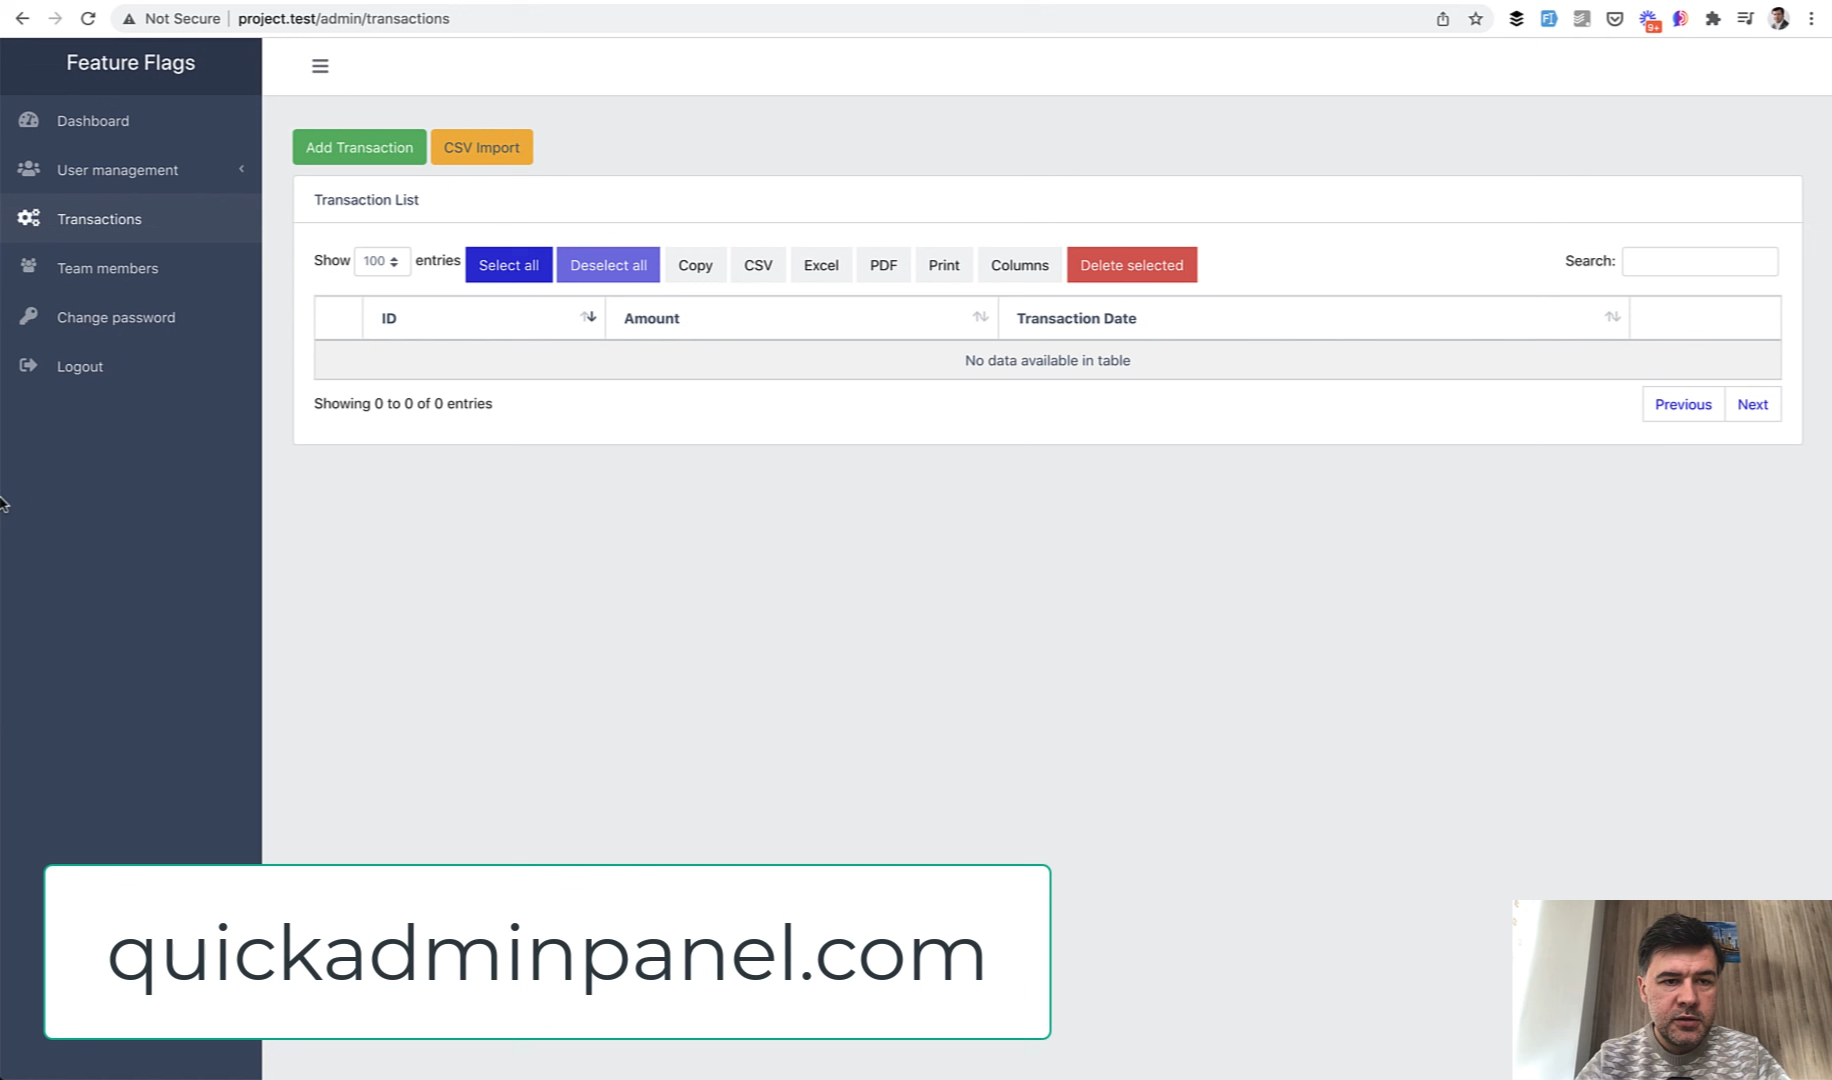 Not Secure project.test/admin/transactions
9+
Feature Flags
Dashboard
User management
Transactions
Team members
Change password
Logout
Add Transaction CSV Import
Transaction List
Show 100 entries Select all Deselect all Copy CSV Excel PDF Print Columns Delete selected Search:
ID Amount Transaction Date
No data available in table
Showing 0 to 0 of 0 entries Previous Next
quickadminpanel.com